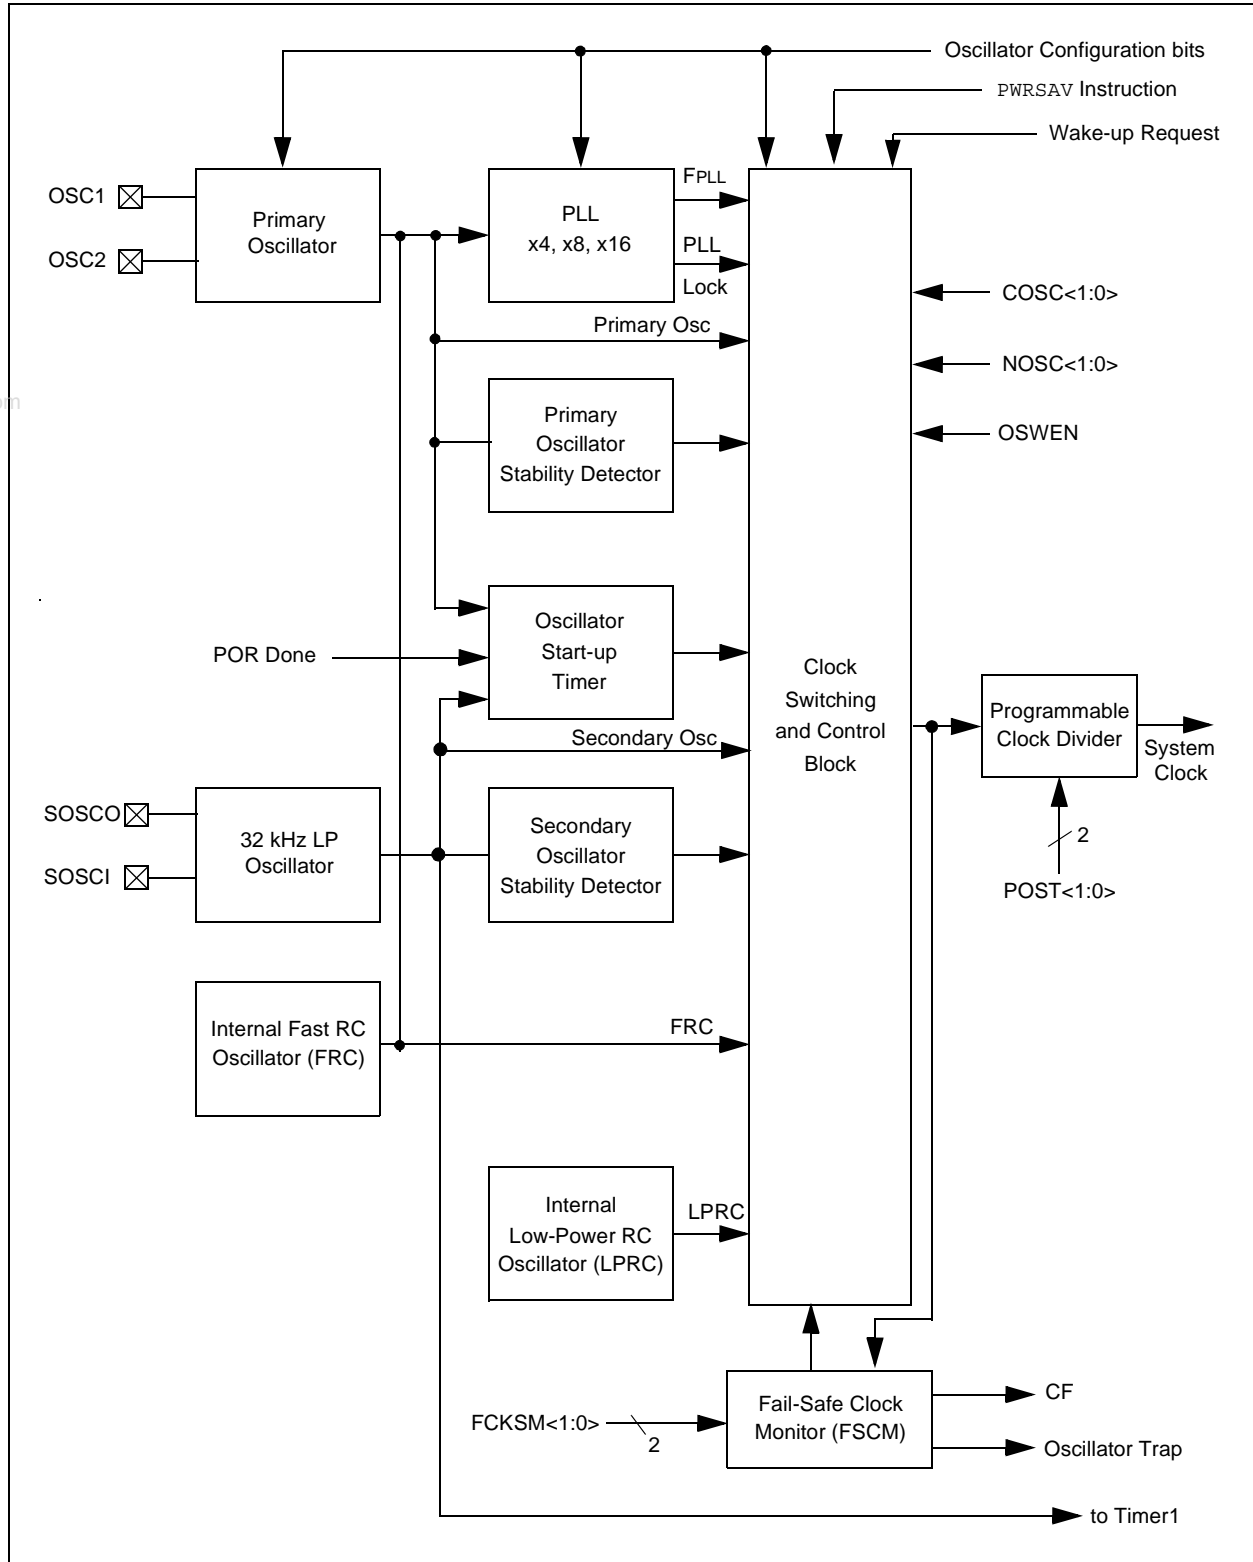 Oscillator Configuration bits
PWRSAV Instruction
Wake-up Request
OSC1
OSC2
Primary
Oscillator
PLL
x4, x8, x16
FPLL
PLL
Lock
COSC<1:0>
Primary Osc
NOSC<1:0>
om
Primary
Oscillator
Stability Detector
OSWEN
Oscillator
Start-up
Timer
POR Done
Clock
Switching
and Control
Block
Programmable
Clock Divider
System
Clock
Secondary Osc
SOSCO
SOSCI
32 kHz LP
Oscillator
Secondary
Oscillator
Stability Detector
2
POST<1:0>
Internal Fast RC
Oscillator (FRC)
FRC
Internal
Low-Power RC
Oscillator (LPRC)
LPRC
FCKSM<1:0>
2
Fail-Safe Clock
Monitor (FSCM)
CF
Oscillator Trap
to Timer1